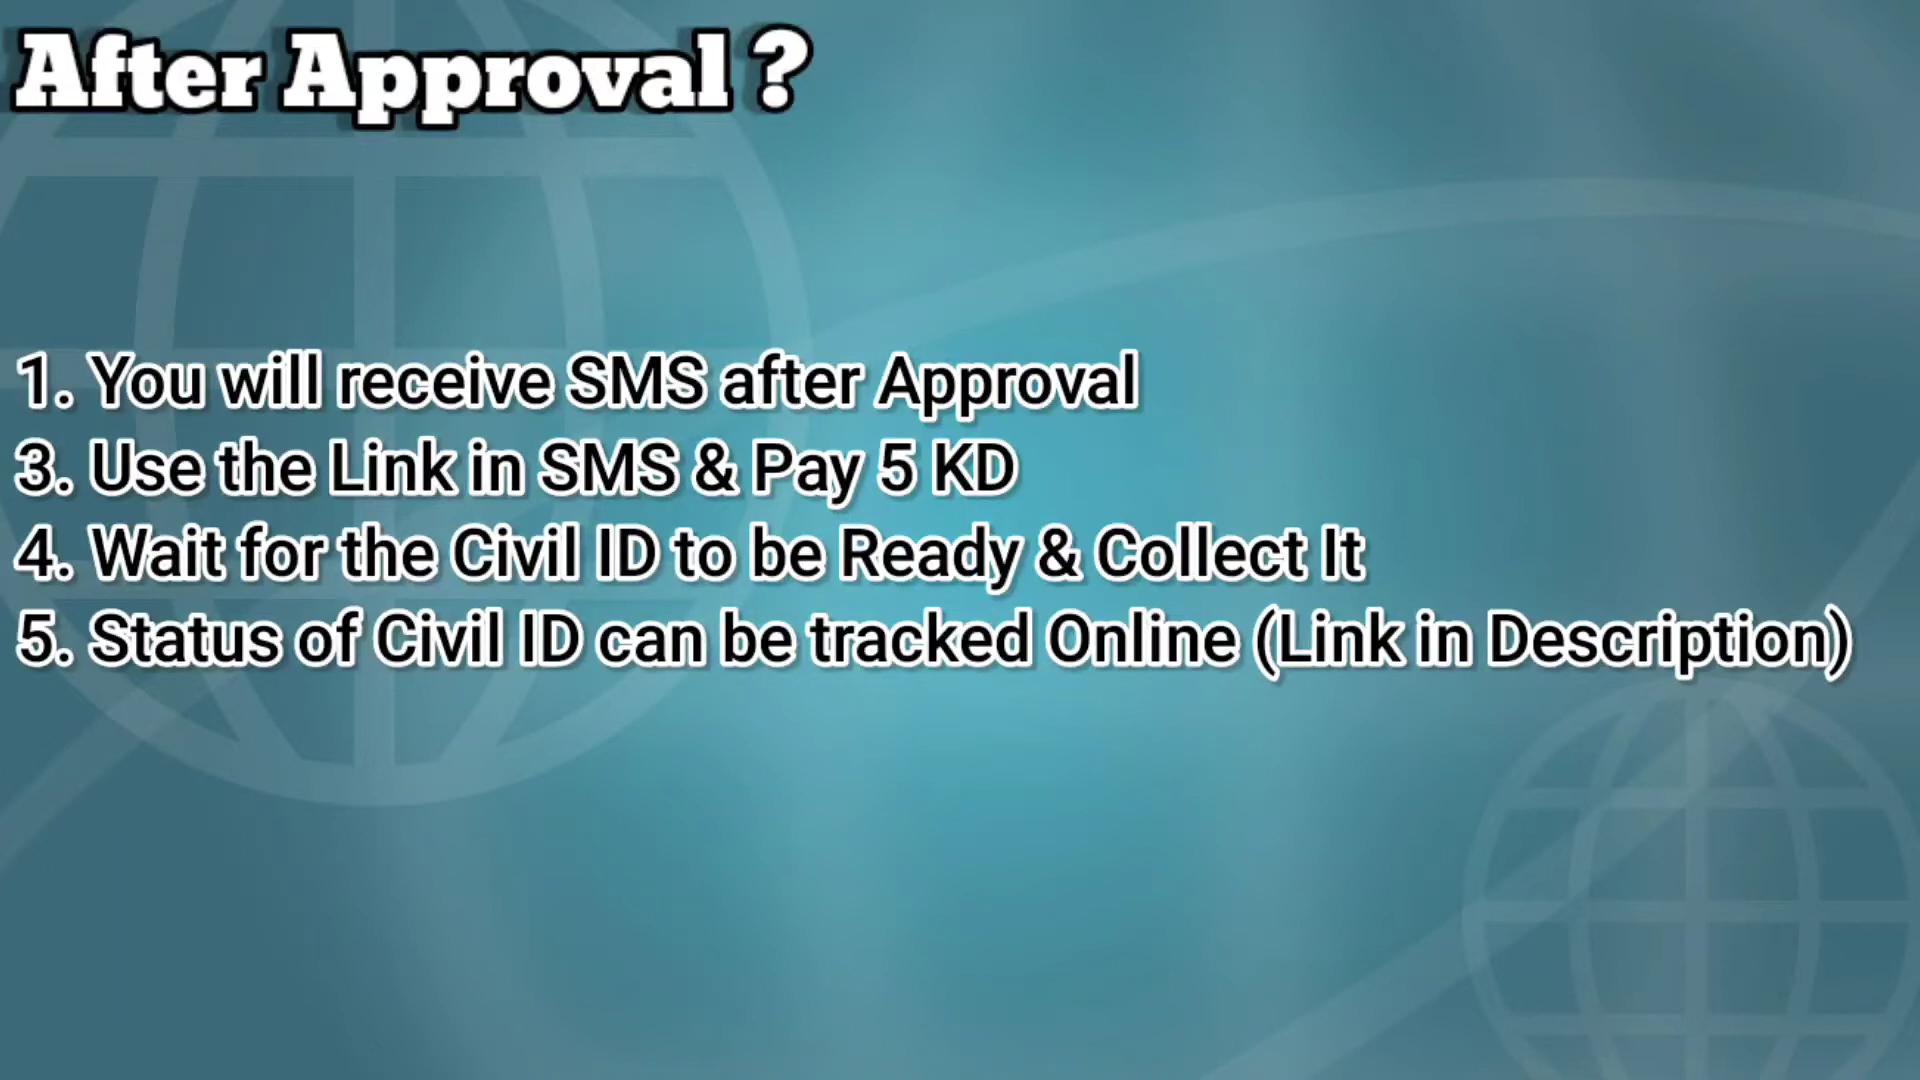 After Approval ?
1. You will receive SMS after Approval
3. Use the Link in SMS & Pay 5 KD
4. Wait for the Civil ID to be Ready & Collect It
5. Status of Civil ID can be tracked Online (Link in Description)